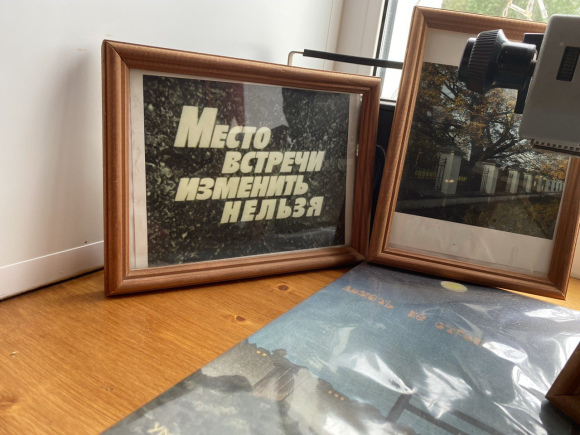 Место
встречи
изменить
нельзя